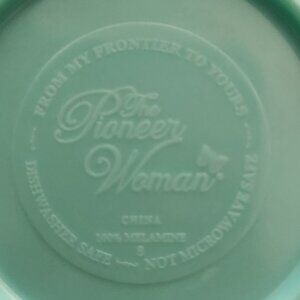 FROM MY FRONTIER TO YOURS
The
Pioneer
Woman
CHINA
100% MELAMINE
DISHWASHER SAFE
NOT MICROWAVE SAFE